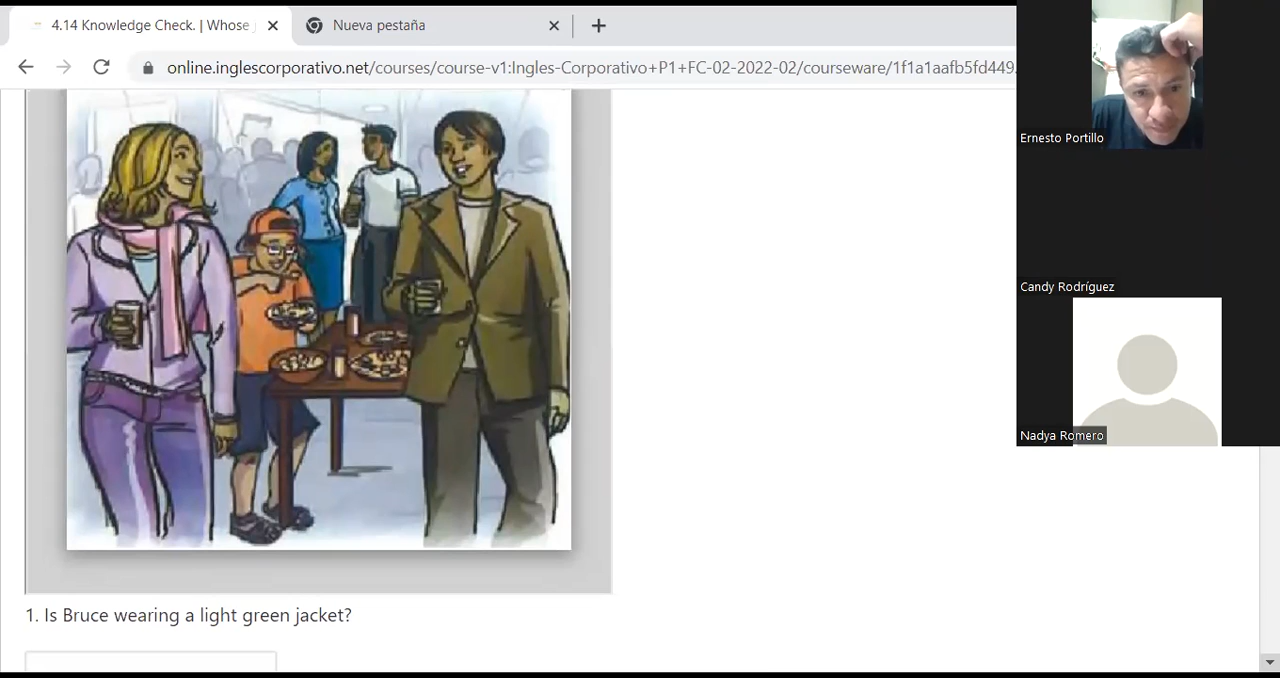 4.14 Knowledge Check. | Whose
Nueva pestaña
online.inglescorporativo.net/courses/course-v1:Ingles-Corporativo+P1+FC-02-2022-02/courseware/1f1a1aafb5fd449.
Ernesto Portillo
Candy Rodríguez
Nadya Romero
1. Is Bruce wearing a light green jacket?